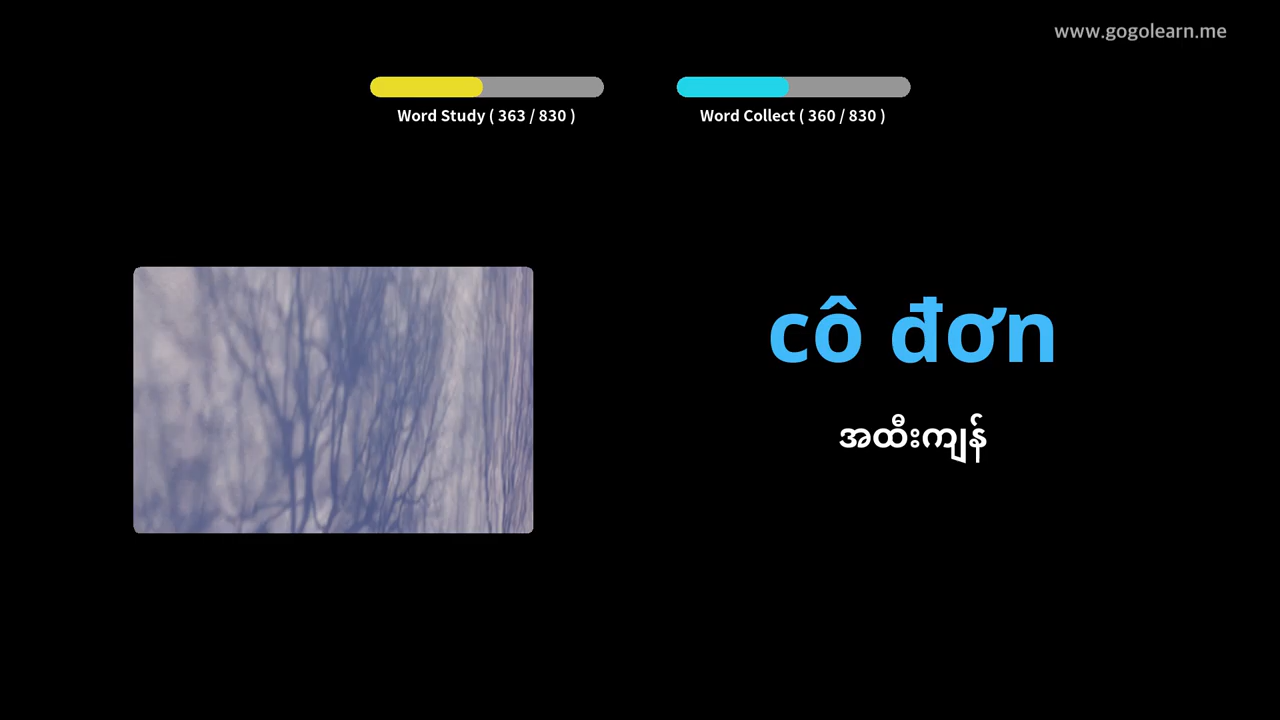 www.gogolearn.me
Word Study ( 363 / 830 )
Word Collect ( 360 / 830 )
cô đơn
အထီးကျန်